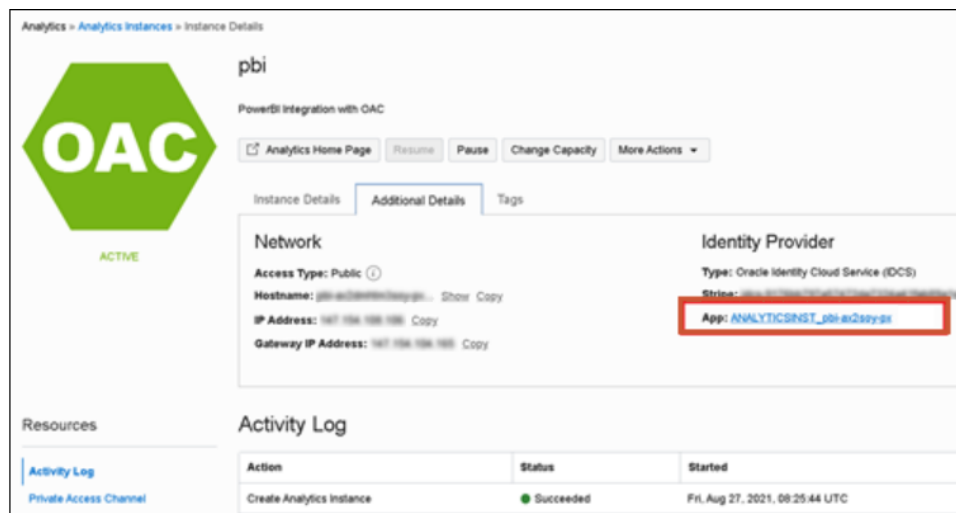 Analytics » Analytics Instances » Instance Details
OAC
ACTIVE
pbi
PowerBI Integration with OAC
Analytics Home Page Resume Pause Change Capacity More Actions
Instance Details Additional Details Tags
Network
Access Type: Public
Hostname: Show Copy
IP Address: Copy
Gateway IP Address: Copy
Identity Provider
Type: Oracle Identity Cloud Service (IDCS)
Stripe:
App: ANALYTICSINST_pbi-ax2soy-px
Resources
Activity Log
Private Access Channel
Activity Log
Action Status Started
Create Analytics Instance Succeeded Fri, Aug 27, 2021, 08:25:44 UTC